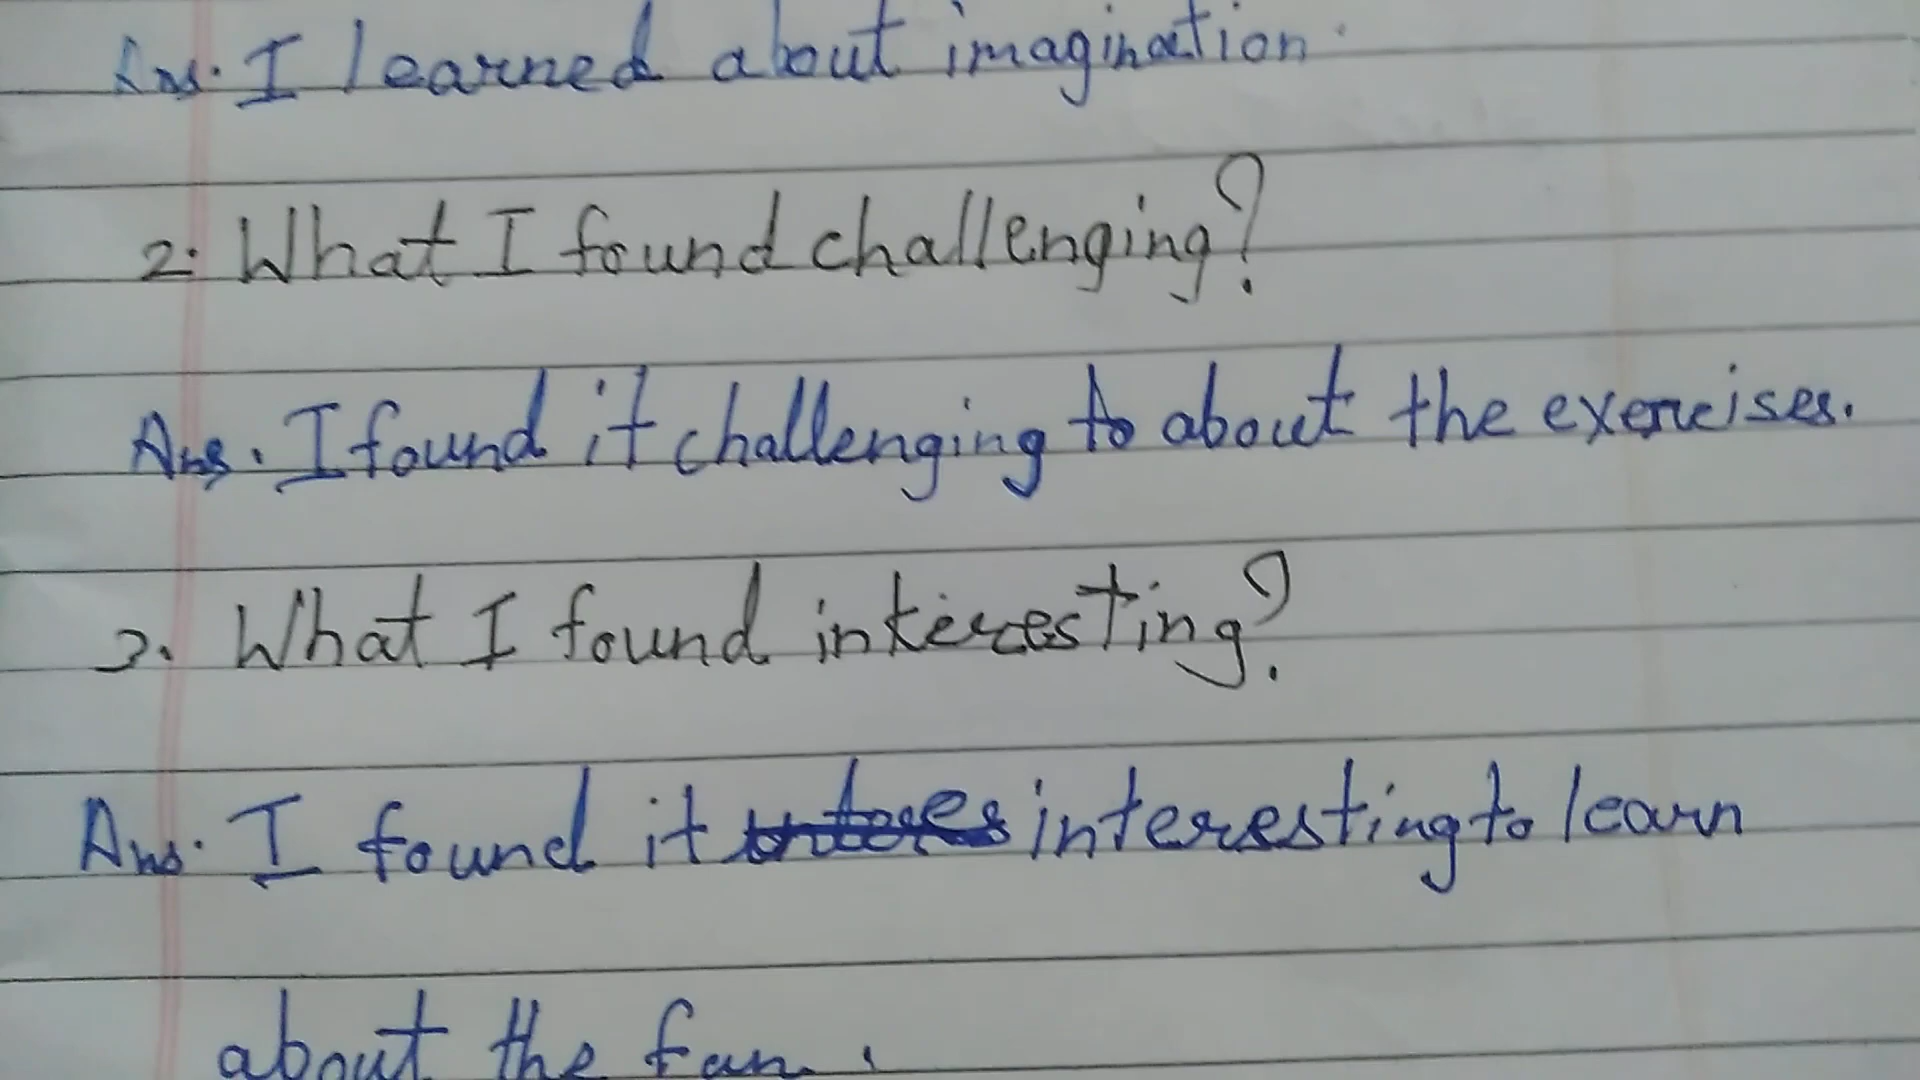 Ans. I learned about imagination.
2. What I found challenging?
Ans. I found it challenging to about the exercises.
3. What I found interesting?
Ans. I found it interesting to learn
about the fan.